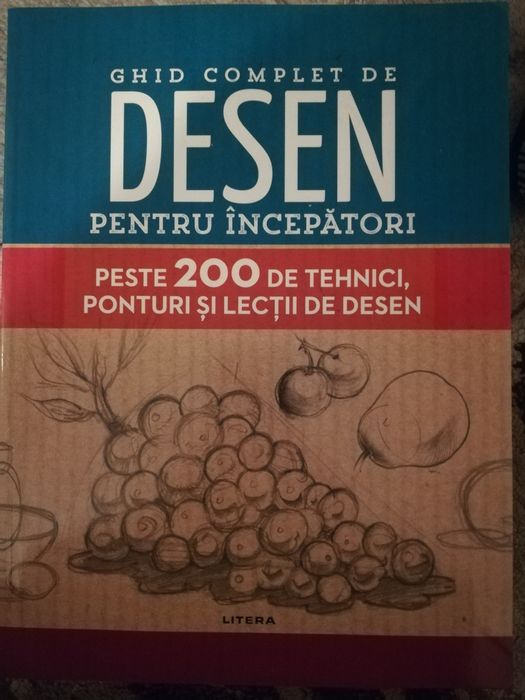 GHID COMPLET DE
DESEN
PENTRU ÎNCEPĂTORI
PESTE 200 DE TEHNICI,
PONTURI ȘI LECȚII DE DESEN
LITERA